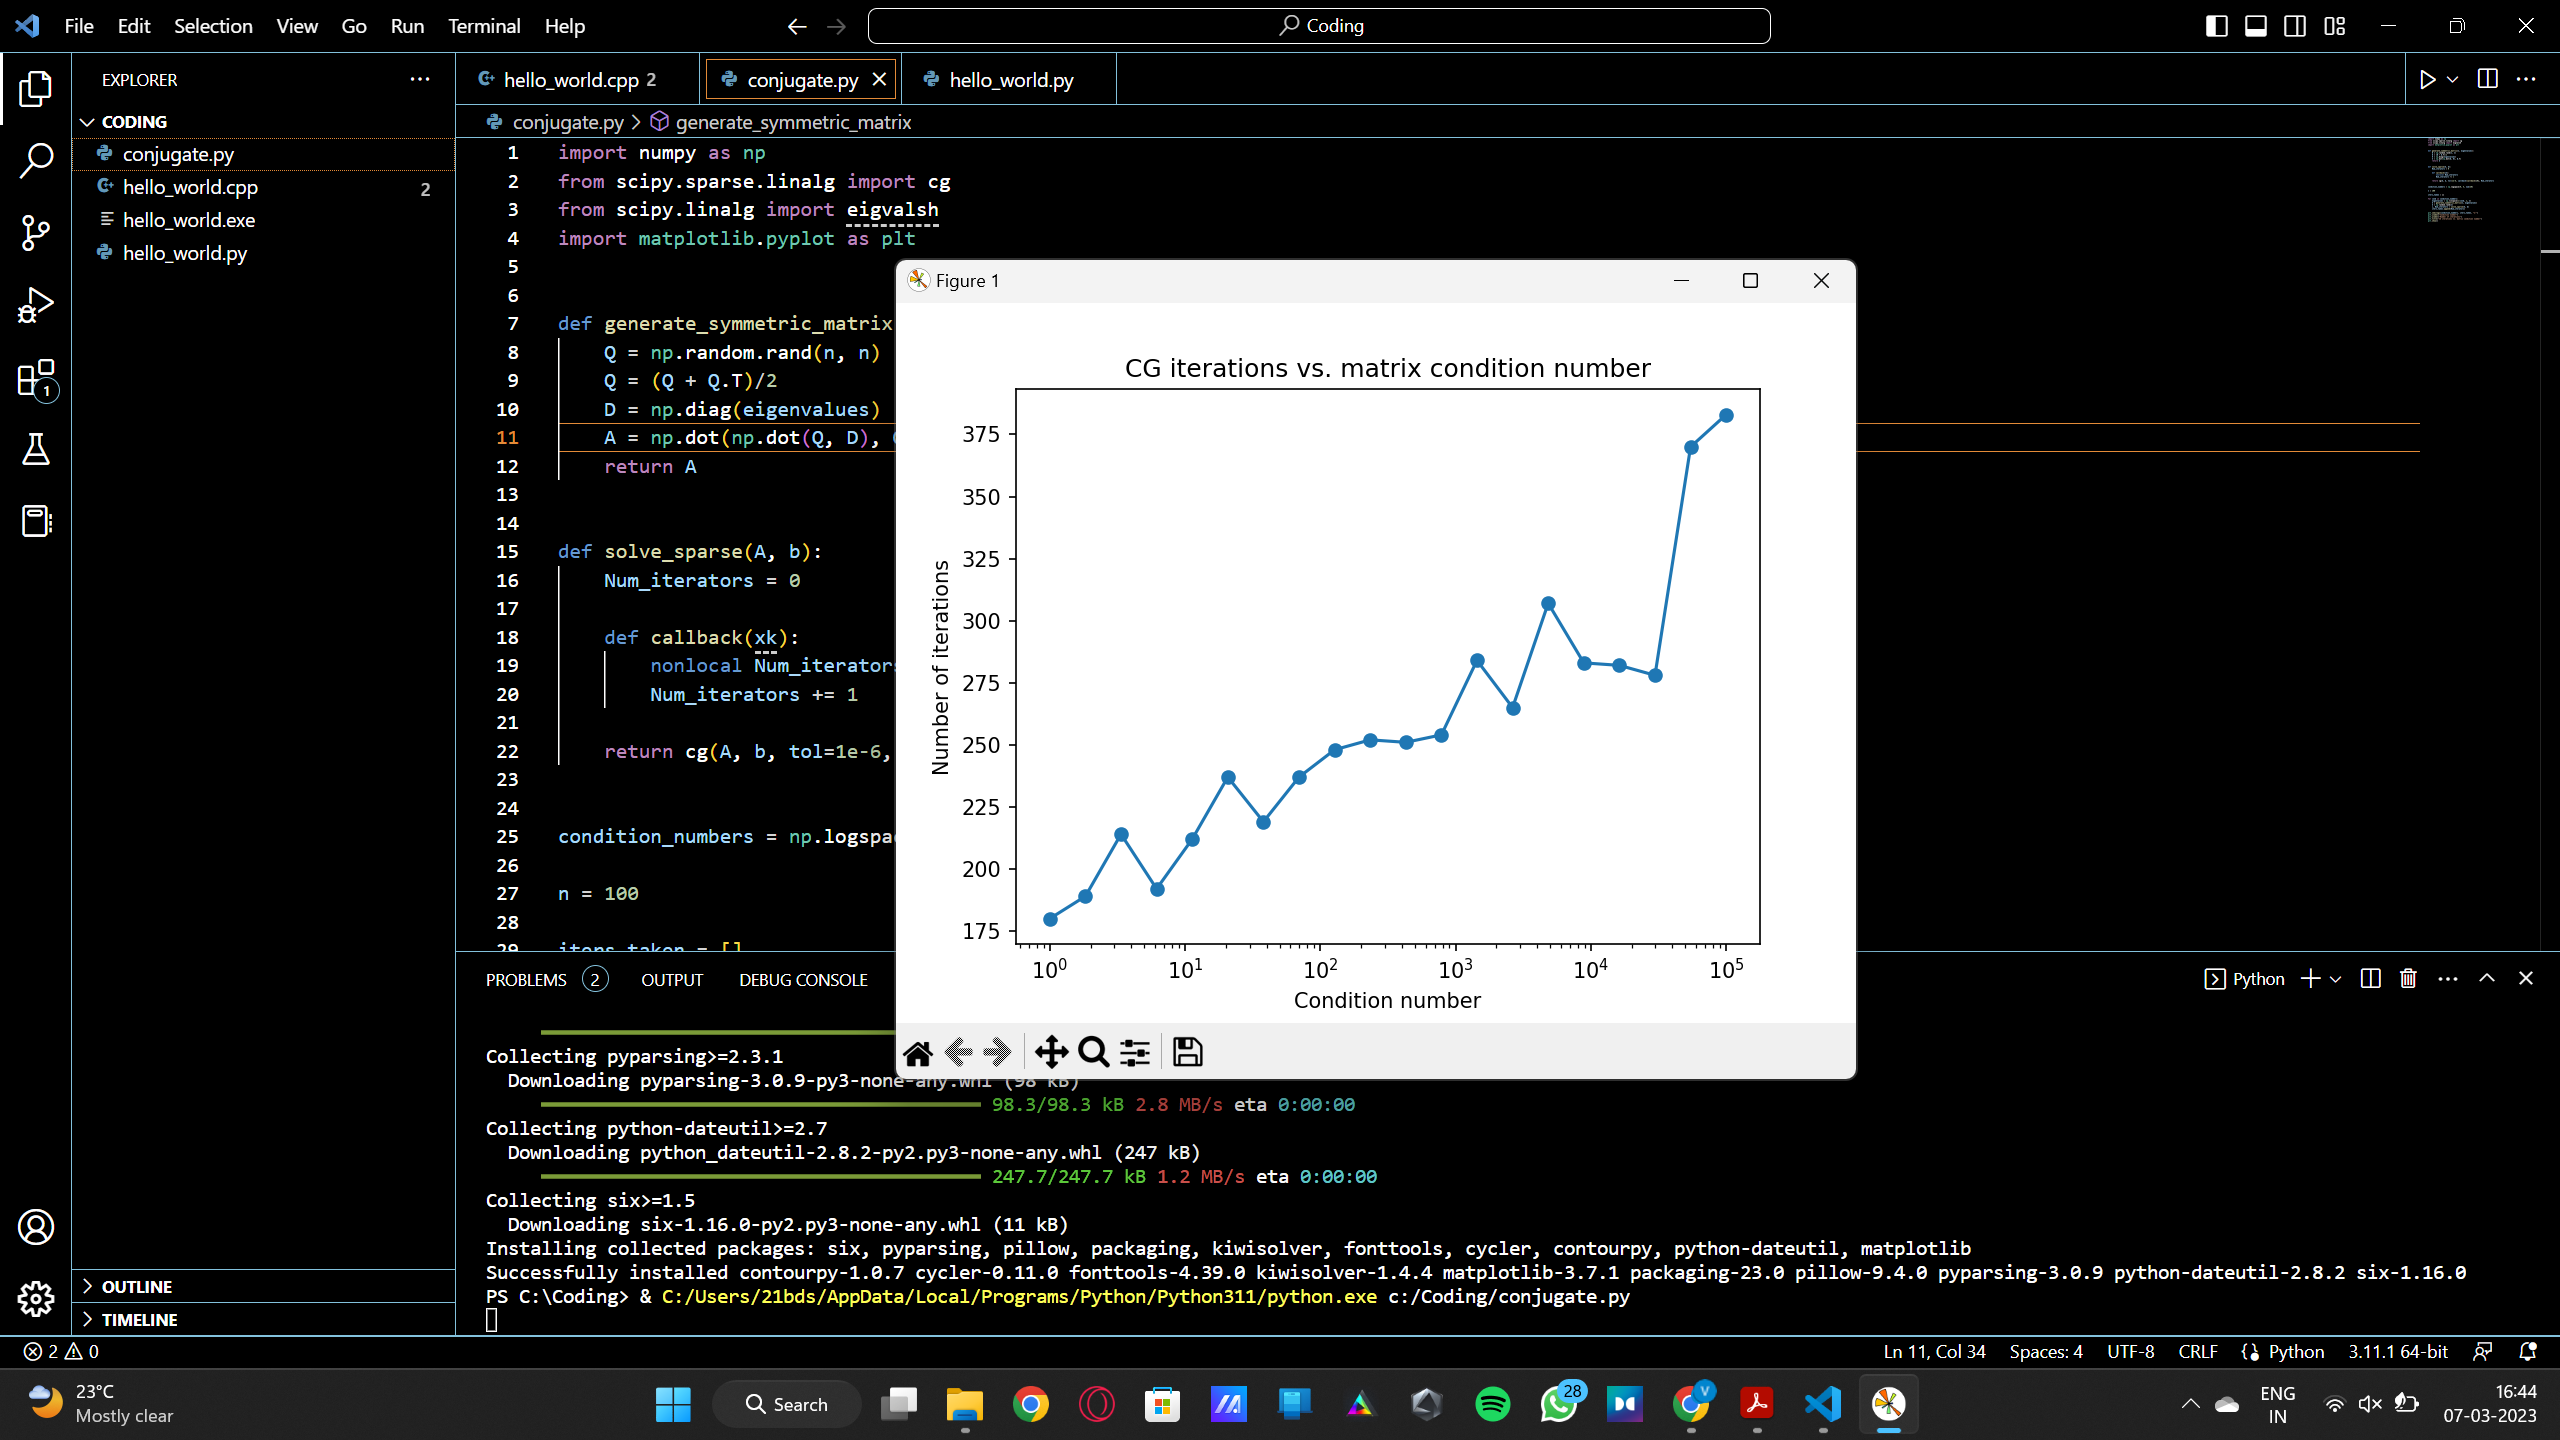 File Edit Selection View Go Run Terminal Help
Coding
EXPLORER
CODING
conjugate.py
hello_world.cpp 2
hello_world.exe
hello_world.py
1
OUTLINE
TIMELINE
hello_world.cpp 2 conjugate.py hello_world.py
conjugate.py generate_symmetric_matrix
1 import numpy as np
2 from scipy.sparse.linalg import cg
3 from scipy.linalg import eigvalsh
4 import matplotlib.pyplot as plt
5
6
7 def generate_symmetric_matrix
8 Q = np.random.rand(n, n)
9 Q = (Q + Q.T)/2
10 D = np.diag(eigenvalues)
11 A = np.dot(np.dot(Q, D),
12 return A
13
14
15 def solve_sparse(A, b):
16 Num_iterators = 0
17
18 def callback(xk):
19 nonlocal Num_iterators
20 Num_iterators += 1
21
22 return cg(A, b, tol=1e-6,
23
24
25 condition_numbers = np.logspac
26
27 n = 100
28
29 iters_taken = []
Figure 1
CG iterations vs. matrix condition number
Number of iterations
375
350
325
300
275
250
225
200
175
10^0 10^1 10^2 10^3 10^4 10^5
Condition number
PROBLEMS 2 OUTPUT DEBUG CONSOLE
Python
Collecting pyparsing>=2.3.1
Downloading pyparsing-3.0.9-py3-none-any.whl (98 kB)
98.3/98.3 kB 2.8 MB/s eta 0:00:00
Collecting python-dateutil>=2.7
Downloading python_dateutil-2.8.2-py2.py3-none-any.whl (247 kB)
247.7/247.7 kB 1.2 MB/s eta 0:00:00
Collecting six>=1.5
Downloading six-1.16.0-py2.py3-none-any.whl (11 kB)
Installing collected packages: six, pyparsing, pillow, packaging, kiwisolver, fonttools, cycler, contourpy, python-dateutil, matplotlib
Successfully installed contourpy-1.0.7 cycler-0.11.0 fonttools-4.39.0 kiwisolver-1.4.4 matplotlib-3.7.1 packaging-23.0 pillow-9.4.0 pyparsing-3.0.9 python-dateutil-2.8.2 six-1.16.0
PS C:\Coding> & C:/Users/21bds/AppData/Local/Programs/Python/Python311/python.exe c:/Coding/conjugate.py
2 0
Ln 11, Col 34 Spaces: 4 UTF-8 CRLF Python 3.11.1 64-bit
23°C
Mostly clear
Search
28
V
ENG
IN
16:44
07-03-2023